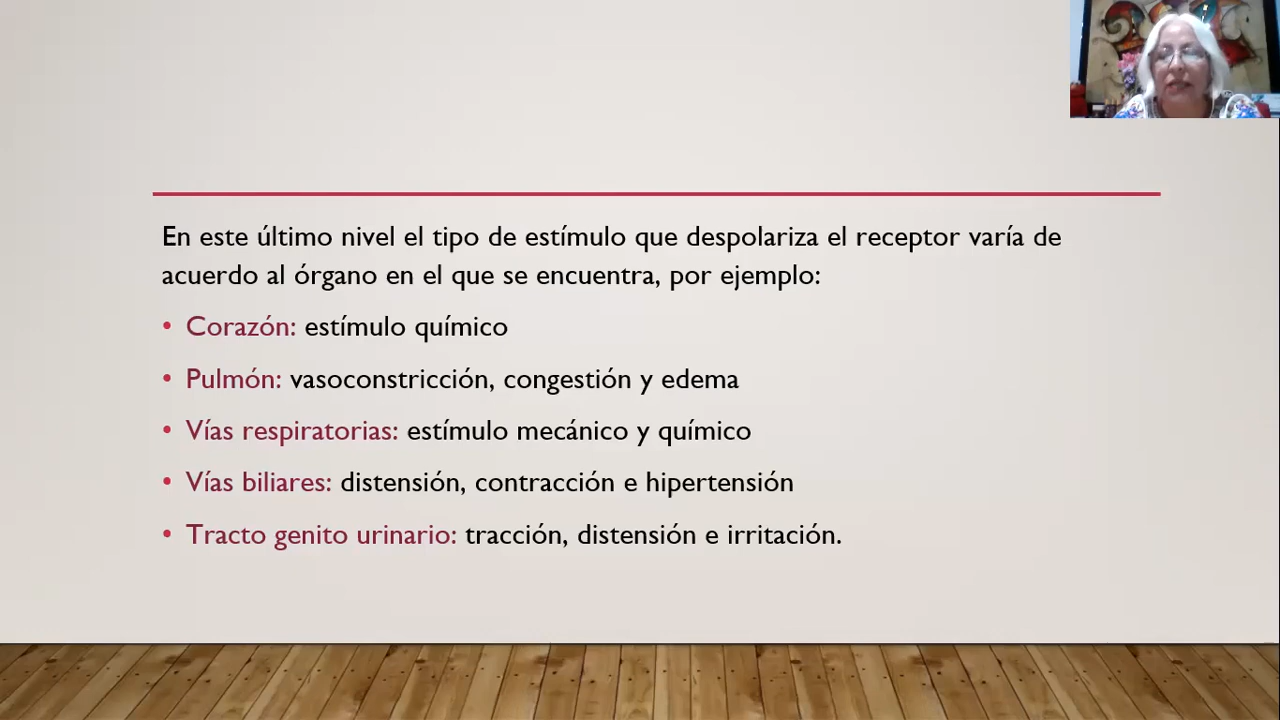 En este último nivel el tipo de estímulo que despolariza el receptor varía de
acuerdo al órgano en el que se encuentra, por ejemplo:
• Corazón: estímulo químico
• Pulmón: vasoconstricción, congestión y edema
• Vías respiratorias: estímulo mecánico y químico
• Vías biliares: distensión, contracción e hipertensión
• Tracto genito urinario: tracción, distensión e irritación.